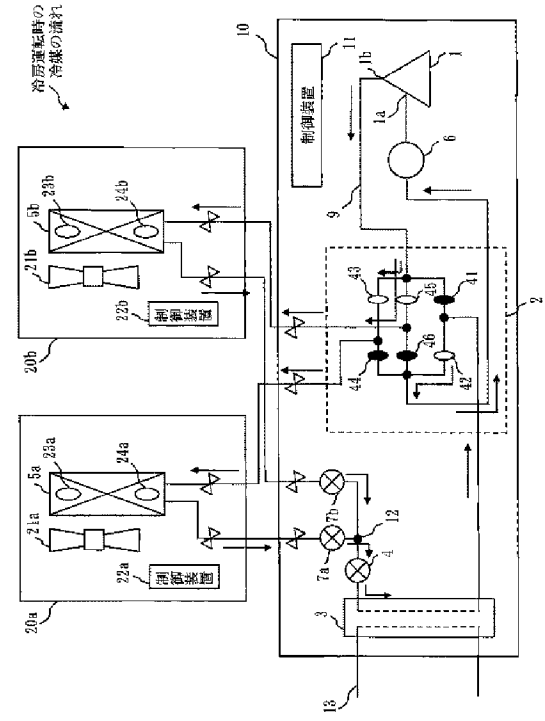 冷房運転時の
冷媒の流れ
10
11
制御装置
1b
1a
1
6
9
5b
23b
24b
21b
22b
制御装置
20b
43
45
41
44
46
42
2
5a
23a
24a
21a
22a
制御装置
20a
7b
7a
12
4
3
13